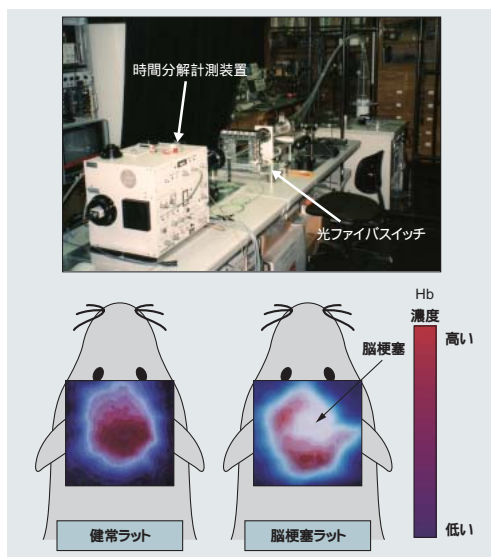 時間分解計測装置
光ファイバスイッチ
Hb
濃度
高い
脳梗塞
低い
健常ラット
脳梗塞ラット